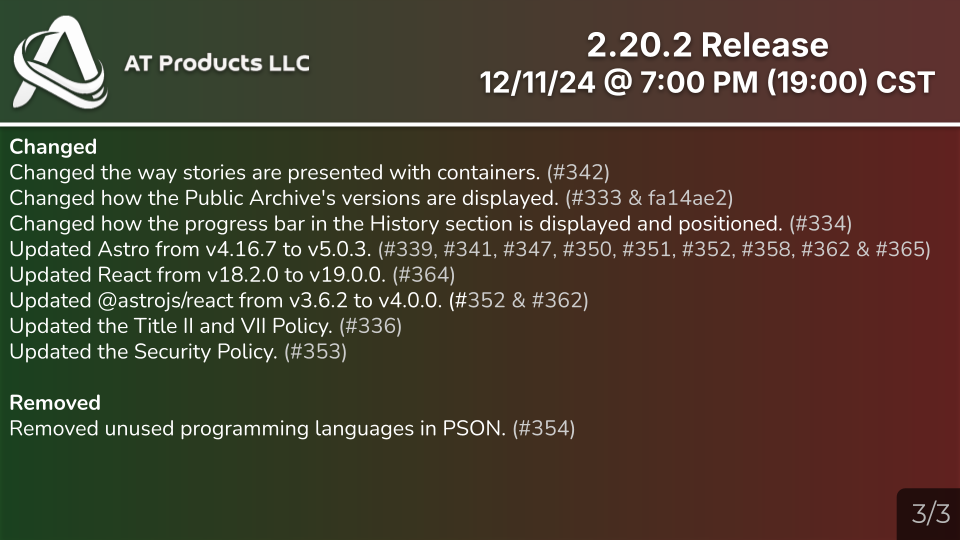 AT Products LLC
2.20.2 Release
12/11/24 @ 7:00 PM (19:00) CST
Changed
Changed the way stories are presented with containers. (#342)
Changed how the Public Archive's versions are displayed. (#333 & fa14ae2)
Changed how the progress bar in the History section is displayed and positioned. (#334)
Updated Astro from v4.16.7 to v5.0.3. (#339, #341, #347, #350, #351, #352, #358, #362 & #365)
Updated React from v18.2.0 to v19.0.0. (#364)
Updated @astrojs/react from v3.6.2 to v4.0.0. (#352 & #362)
Updated the Title II and VII Policy. (#336)
Updated the Security Policy. (#353)
Removed
Removed unused programming languages in PSON. (#354)
3/3